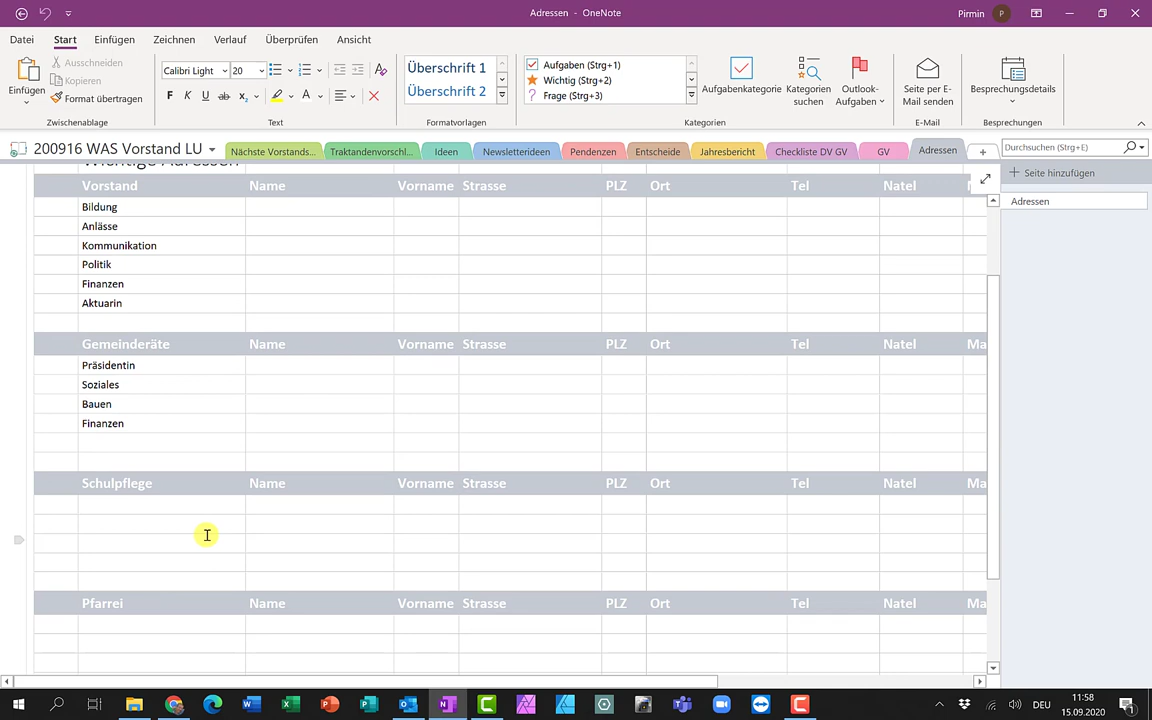 Adressen - OneNote
Pirmin P
Datei Start Einfügen Zeichnen Verlauf Überprüfen Ansicht
Einfügen
Ausschneiden
Kopieren
Format übertragen
Zwischenablage
Calibri Light 20
F K U ab x₂ A
Text
Überschrift 1
Überschrift 2
Formatvorlagen
Aufgaben (Strg+1)
Wichtig (Strg+2)
? Frage (Strg+3)
Aufgabenkategorie
Kategorien suchen
Kategorien
Outlook-Aufgaben
Seite per E-Mail senden
E-Mail
Besprechungsdetails
Besprechungen
200916 WAS Vorstand LU
Nächste Vorstands... Traktandenvorschl... Ideen Newsletterideen Pendenzen Entscheide Jahresbericht Checkliste DV GV GV Adressen +
Durchsuchen (Strg+E)
Seite hinzufügen
Adressen
Wichtige Adressen
Vorstand Name Vorname Strasse PLZ Ort Tel Natel
Bildung
Anlässe
Kommunikation
Politik
Finanzen
Aktuarin
Gemeinderäte Name Vorname Strasse PLZ Ort Tel Natel Ma
Präsidentin
Soziales
Bauen
Finanzen
Schulpflege Name Vorname Strasse PLZ Ort Tel Natel Ma
Pfarrei Name Vorname Strasse PLZ Ort Tel Natel Ma
DEU
11:58
15.09.2020